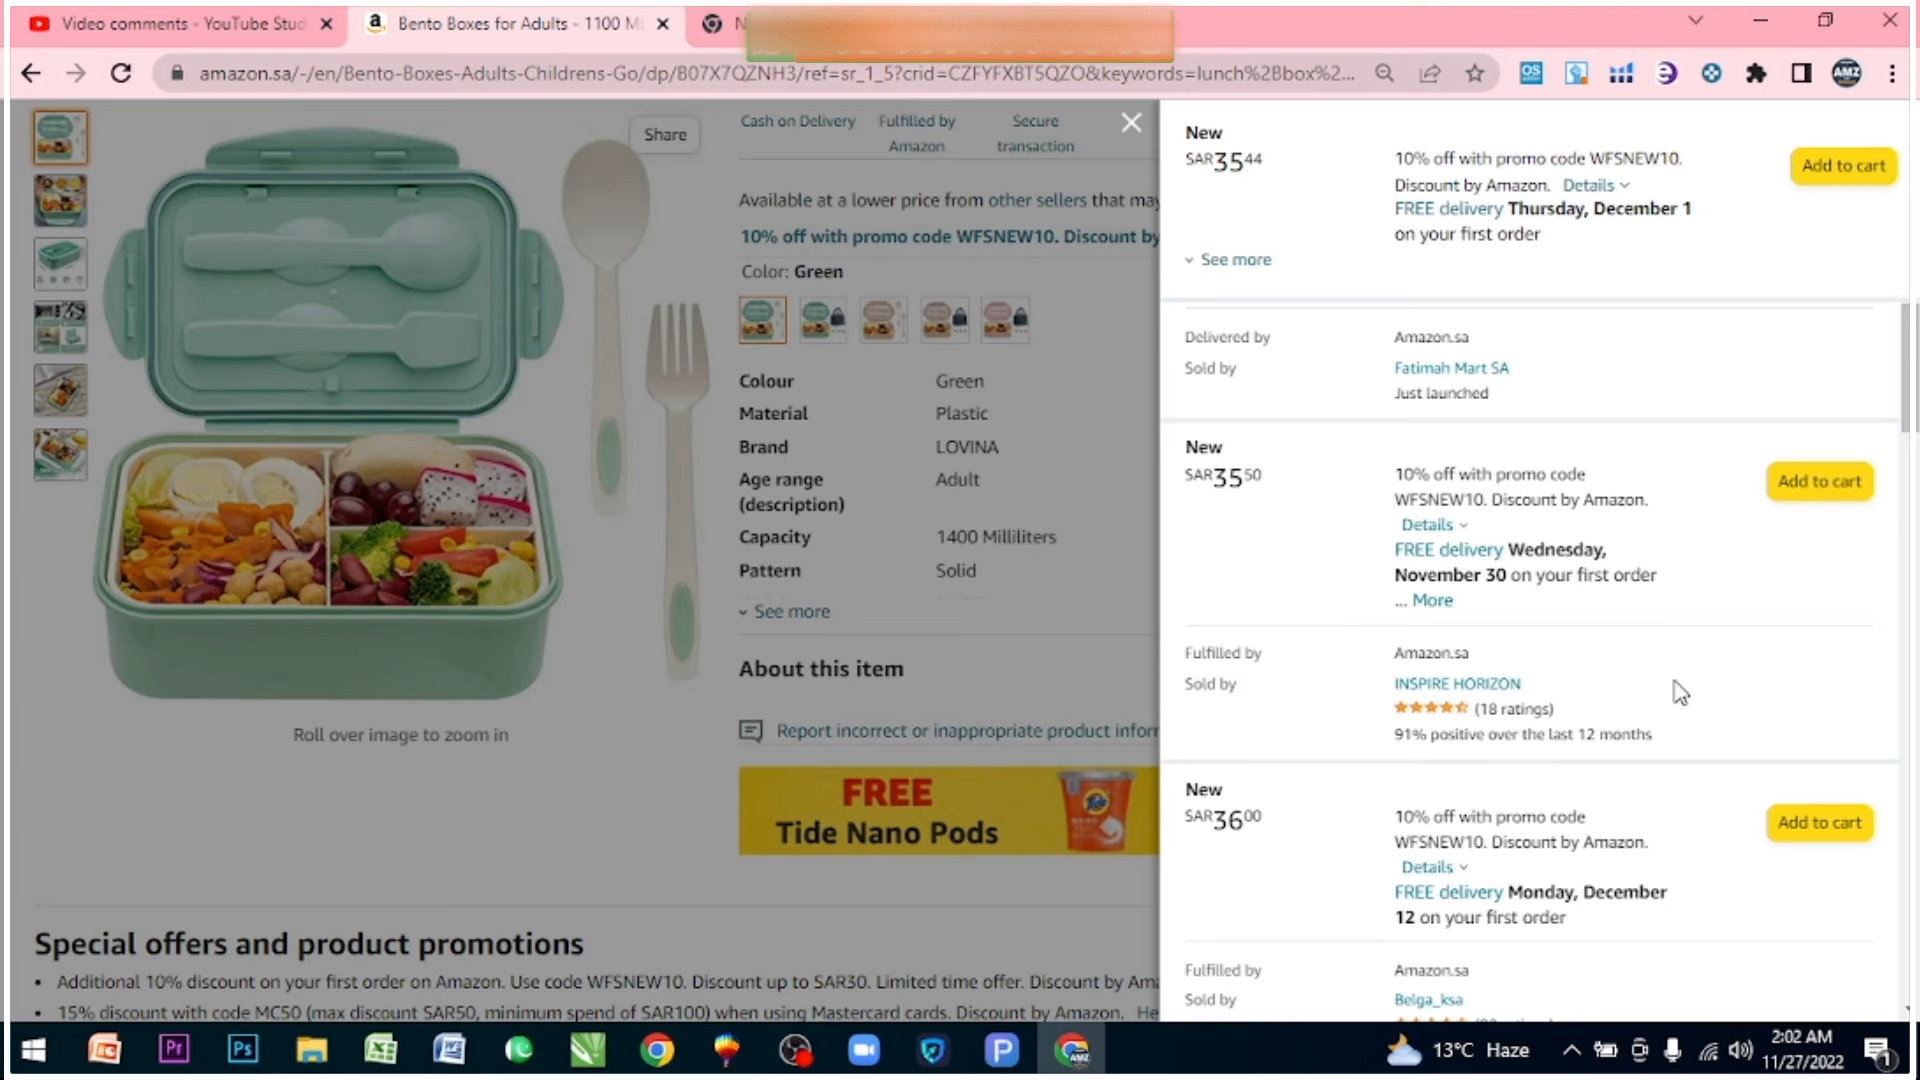 Video comments - YouTube Stud
Bento Boxes for Adults - 1100 M
N
amazon.sa/-/en/Bento-Boxes-Adults-Childrens-Go/dp/B07X7QZNH3/ref=sr_1_5?crid=CZFYFXBT5QZO&keywords=lunch%2Bbox%2...
Share
Cash on Delivery
Fulfilled by
Amazon
Secure
transaction
Available at a lower price from other sellers that may
10% off with promo code WFSNEW10. Discount by
Color: Green
Colour Green
Material Plastic
Brand LOVINA
Age range
(description) Adult
Capacity 1400 Milliliters
Pattern Solid
See more
About this item
Report incorrect or inappropriate product infor
FREE
Tide Nano Pods
Roll over image to zoom in
Special offers and product promotions
Additional 10% discount on your first order on Amazon. Use code WFSNEW10. Discount up to SAR30. Limited time offer. Discount by Ama
15% discount with code MC50 (max discount SAR50, minimum spend of SAR100) when using Mastercard cards. Discount by Amazon. He
New
SAR35 44
10% off with promo code WFSNEW10.
Discount by Amazon. Details
FREE delivery Thursday, December 1
on your first order
Add to cart
See more
Delivered by Amazon.sa
Sold by Fatimah Mart SA
Just launched
New
SAR35 50
10% off with promo code
WFSNEW10. Discount by Amazon.
Details
FREE delivery Wednesday,
November 30 on your first order
... More
Add to cart
Fulfilled by Amazon.sa
Sold by INSPIRE HORIZON
(18 ratings)
91% positive over the last 12 months
New
SAR36 00
10% off with promo code
WFSNEW10. Discount by Amazon.
Details
FREE delivery Monday, December
12 on your first order
Add to cart
Fulfilled by Amazon.sa
Sold by Belga_ksa
13°C Haze
2:02 AM
11/27/2022